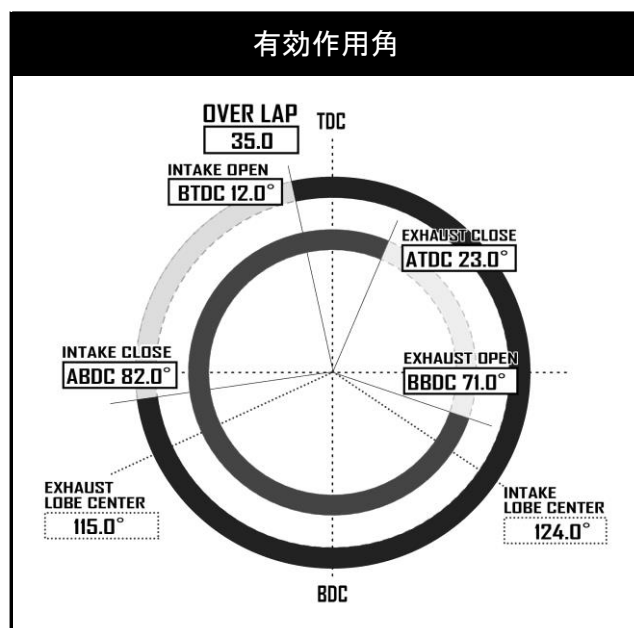 有効作用角
OVER LAP
35.0
TDC
INTAKE OPEN
BTDC 12.0°
EXHAUST CLOSE
ATDC 23.0°
INTAKE CLOSE
ABDC 82.0°
EXHAUST OPEN
BBDC 71.0°
EXHAUST
LOBE CENTER
115.0°
INTAKE
LOBE CENTER
124.0°
BDC